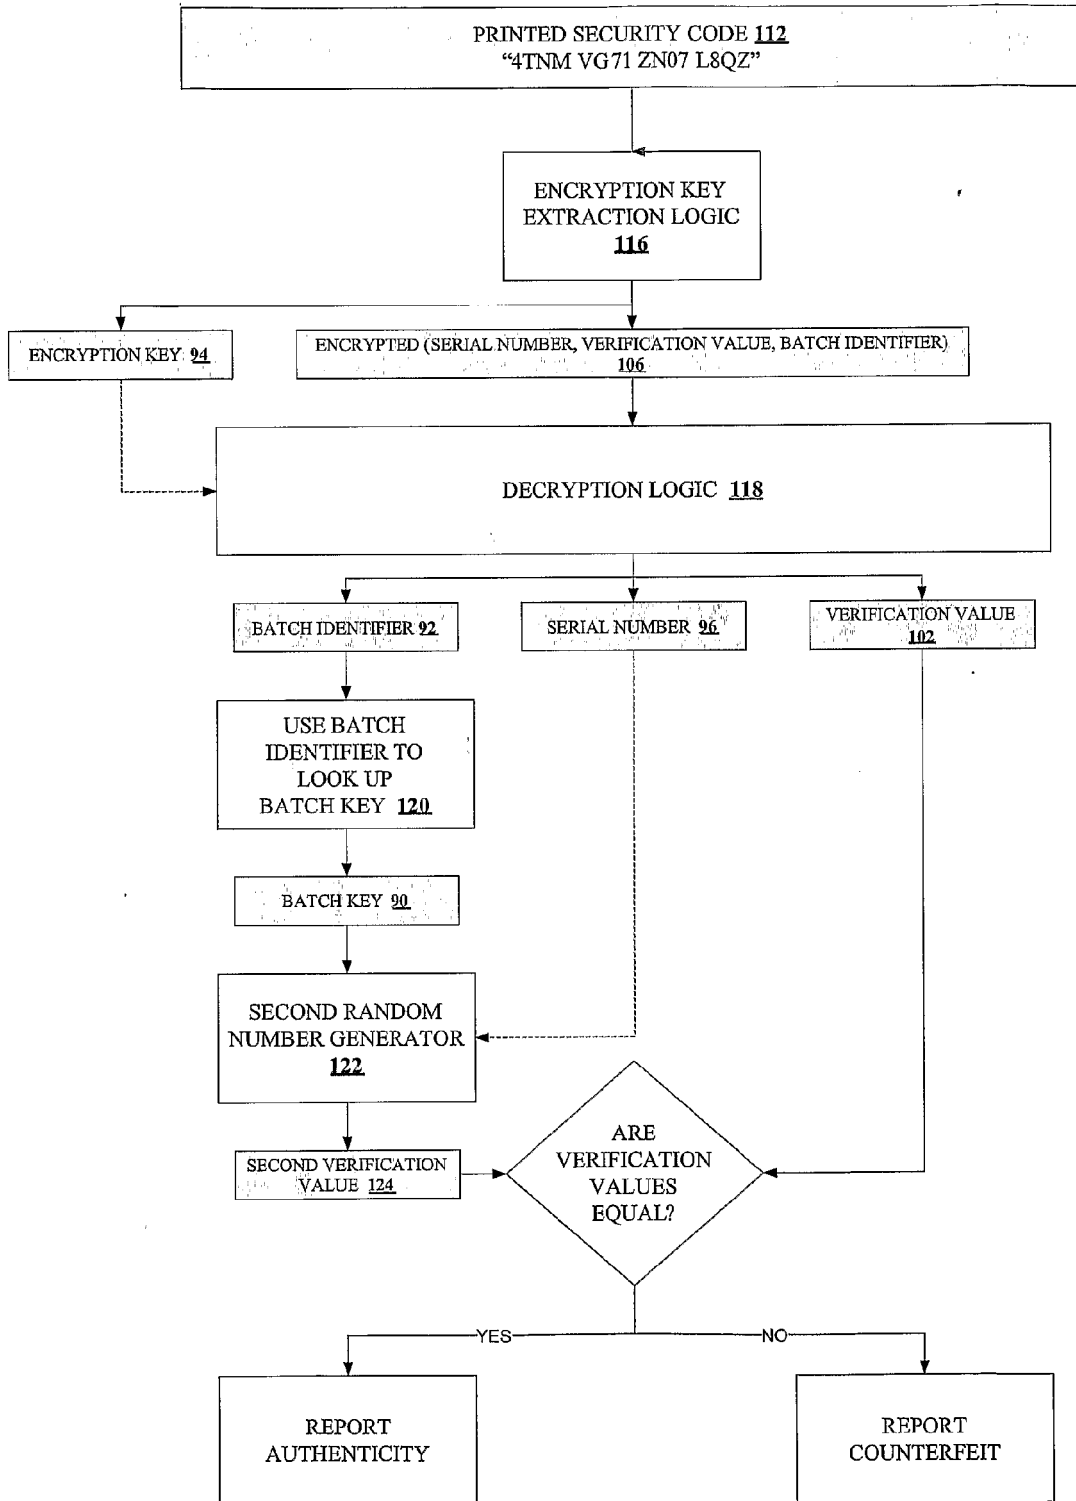 PRINTED SECURITY CODE 112
“4TNM VG71 ZN07 L8QZ”
ENCRYPTION KEY
EXTRACTION LOGIC
116
ENCRYPTION KEY 94
ENCRYPTED (SERIAL NUMBER, VERIFICATION VALUE, BATCH IDENTIFIER)
106
DECRYPTION LOGIC 118
BATCH IDENTIFIER 92
SERIAL NUMBER 96
VERIFICATION VALUE
102
USE BATCH
IDENTIFIER TO
LOOK UP
BATCH KEY 120
BATCH KEY 90
SECOND RANDOM
NUMBER GENERATOR
122
SECOND VERIFICATION
VALUE 124
ARE
VERIFICATION
VALUES
EQUAL?
YES
NO
REPORT
AUTHENTICITY
REPORT
COUNTERFEIT